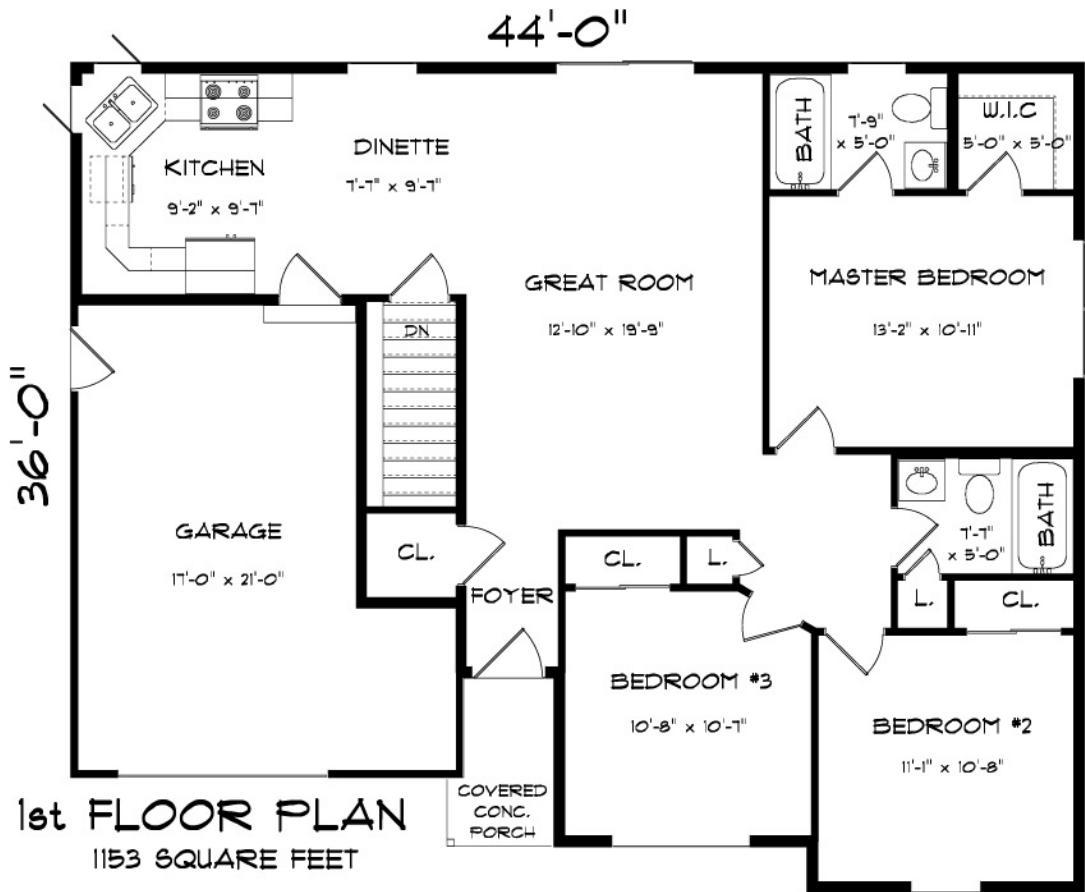 44'-0"
BATH
7'-9"
x 5'-0"
W.I.C
5'-0" x 5'-0"
KITCHEN
9'-2" x 9'-7"
DINETTE
7'-7" x 9'-7"
GREAT ROOM
12'-10" x 19'-9"
MASTER BEDROOM
13'-2" x 10'-11"
DN
36'-0"
GARAGE
17'-0" x 21'-0"
CL.
FOYER
CL.
L.
7'-7"
x 5'-0"
BATH
L.
CL.
BEDROOM #3
10'-8" x 10'-7"
BEDROOM #2
11'-1" x 10'-8"
COVERED
CONC.
PORCH
1st FLOOR PLAN
1153 SQUARE FEET